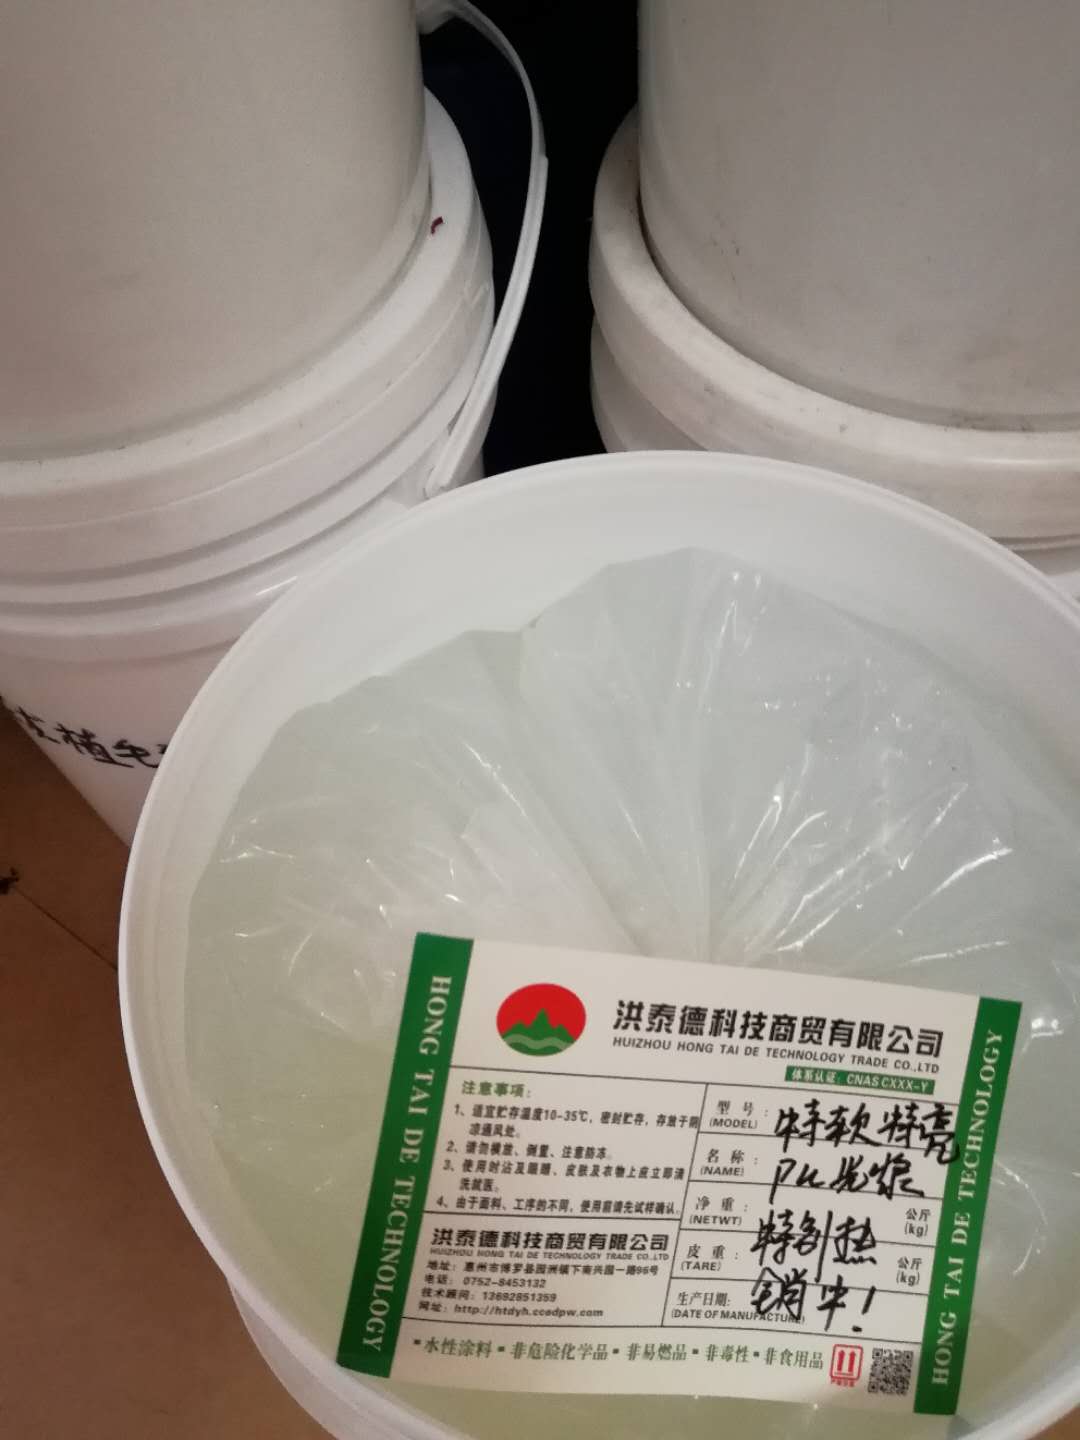 植毛
HONG TAI DE TECHNOLOGY
洪泰德科技商贸有限公司
HUIZHOU HONG TAI DE TECHNOLOGY TRADE CO.,LTD
体系认证：CNAS CXXX-Y
注意事项：
1、适宜贮存温度10-35℃，密封贮存，存放于阴
凉通风处。
2、请勿横放、倒置、注意防冻。
3、使用时沾及眼睛、皮肤及衣物上应立即清
洗就医。
4、由于面料、工序的不同，使用前请先试样确认。
型 号：
(MODEL)
特软特亮
名 称：
(NAME)
PU光浆
净 重：
(NETWT)
特别热
公斤
(kg)
皮 重：
(TARE)
销中！
公斤
(kg)
生产日期：
(DATE OF MANUFACTURE)
洪泰德科技商贸有限公司
HUIZHOU HONG TAI DE TECHNOLOGY TRADE CO.,LTD
地址：惠州市博罗县园洲镇下南兴园一路96号
电话：0752-8453132
技术顾问：13692851359
网址：http://htdyh.ccedpw.com
▪水性涂料▪非危险化学品▪非易燃品▪非毒性▪非食用品
HONG TAI DE TECHNOLOGY